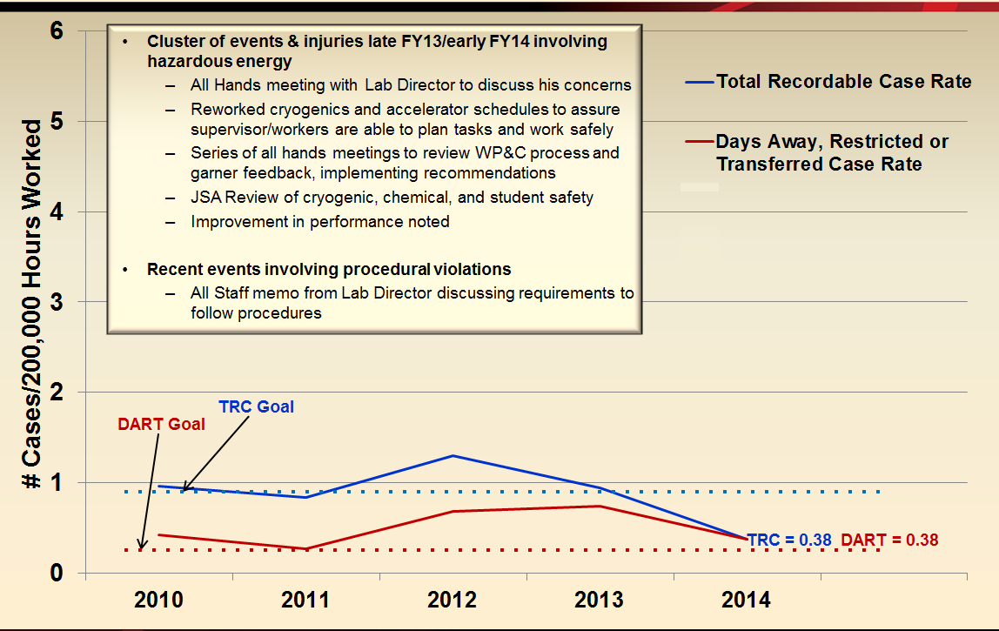 6
5
4
3
2
1
0
# Cases/200,000 Hours Worked
• Cluster of events & injuries late FY13/early FY14 involving
hazardous energy
– All Hands meeting with Lab Director to discuss his concerns
– Reworked cryogenics and accelerator schedules to assure
supervisor/workers are able to plan tasks and work safely
– Series of all hands meetings to review WP&C process and
garner feedback, implementing recommendations
– JSA Review of cryogenic, chemical, and student safety
– Improvement in performance noted
• Recent events involving procedural violations
– All Staff memo from Lab Director discussing requirements to
follow procedures
Total Recordable Case Rate
Days Away, Restricted or
Transferred Case Rate
TRC Goal
DART Goal
TRC = 0.38 DART = 0.38
2010 2011 2012 2013 2014